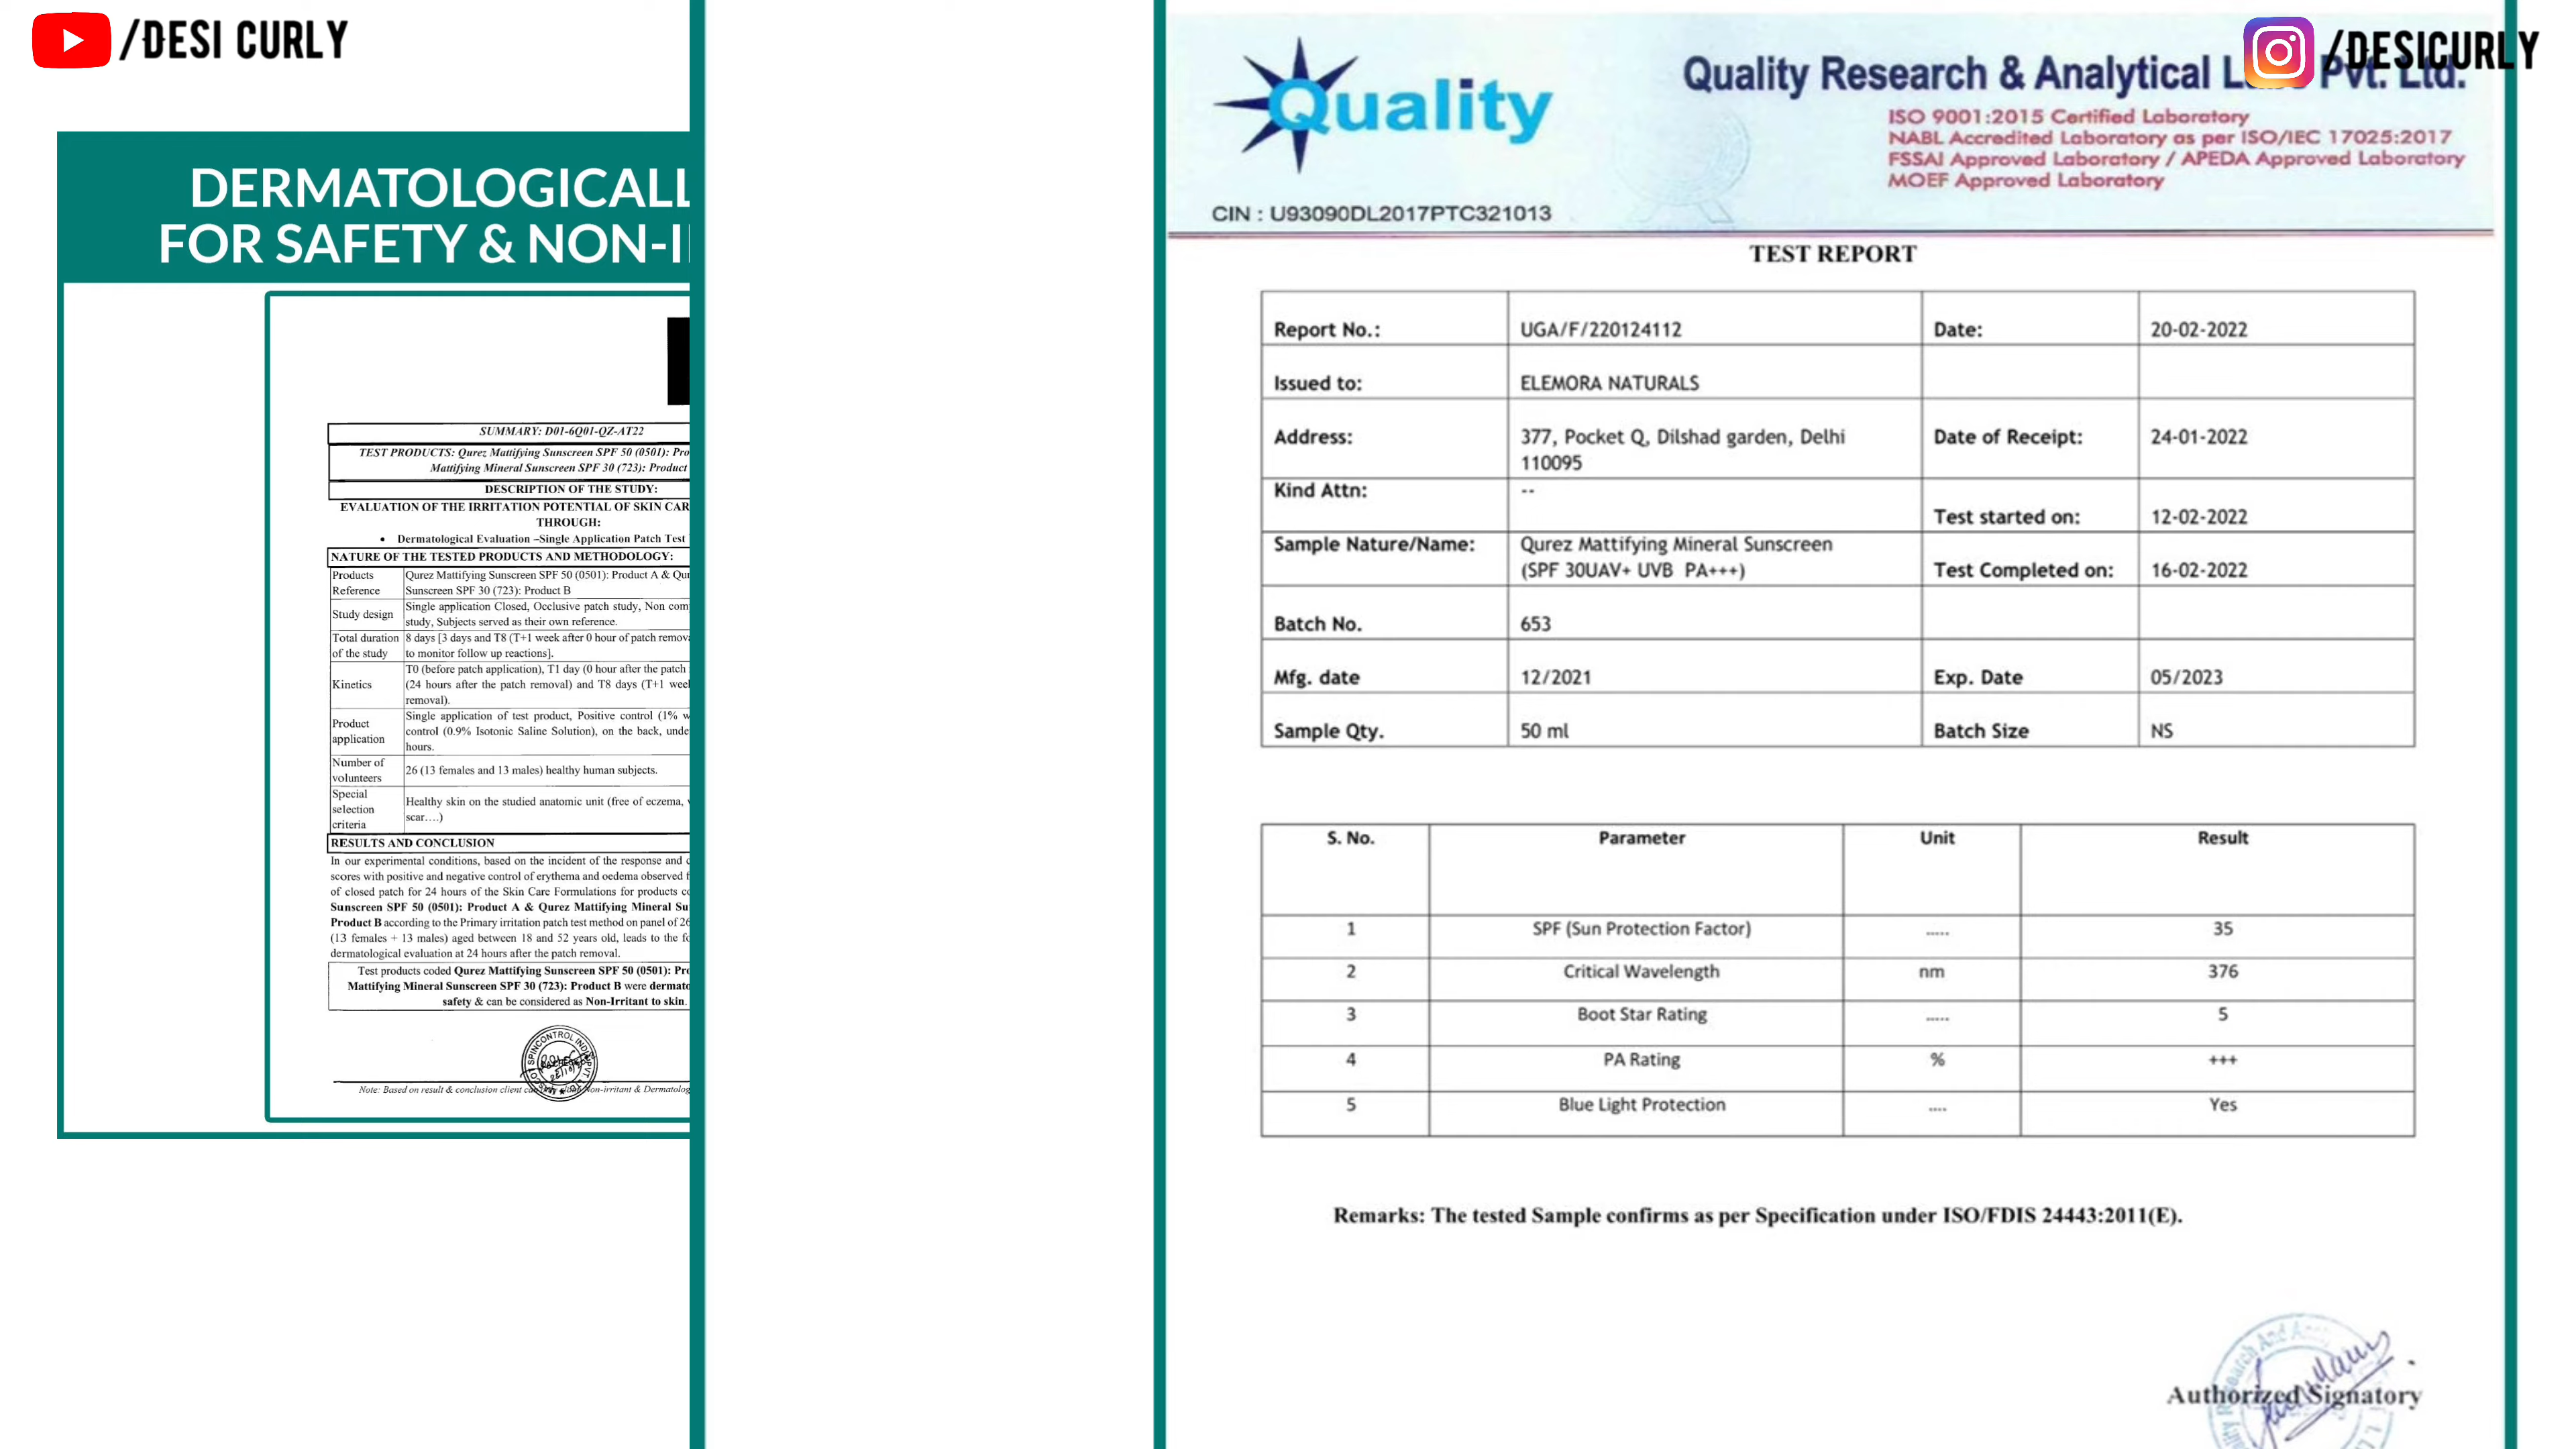 /DESI CURLY
DERMATOLOGICALL
FOR SAFETY & NON-I
SUMMARY: D01-6Q01-QZ-AT22
TEST PRODUCTS: Qurez Mattifying Sunscreen SPF 50 (0501): Pro
Mattifying Mineral Sunscreen SPF 30 (723): Product
DESCRIPTION OF THE STUDY:
EVALUATION OF THE IRRITATION POTENTIAL OF SKIN CAR
THROUGH:
• Dermatological Evaluation –Single Application Patch Test
NATURE OF THE TESTED PRODUCTS AND METHODOLOGY:
Products Reference
Qurez Mattifying Sunscreen SPF 50 (0501): Product A & Qur
Sunscreen SPF 30 (723): Product B
Study design
Single application Closed, Occlusive patch study, Non com
study, Subjects served as their own reference.
Total duration of the study
8 days [3 days and T8 (T+1 week after 0 hour of patch remov
to monitor follow up reactions].
Kinetics
T0 (before patch application), T1 day (0 hour after the patch
(24 hours after the patch removal) and T8 days (T+1 wee
removal).
Product application
Single application of test product, Positive control (1% w
control (0.9% Isotonic Saline Solution), on the back, unde
hours.
Number of volunteers
26 (13 females and 13 males) healthy human subjects.
Special selection criteria
Healthy skin on the studied anatomic unit (free of eczema,
scar....)
RESULTS AND CONCLUSION
In our experimental conditions, based on the incident of the response and
scores with positive and negative control of erythema and oedema observed
of closed patch for 24 hours of the Skin Care Formulations for products c
Sunscreen SPF 50 (0501): Product A & Qurez Mattifying Mineral Su
Product B according to the Primary irritation patch test method on panel of 26
(13 females + 13 males) aged between 18 and 52 years old, leads to the fo
dermatological evaluation at 24 hours after the patch removal.
Test products coded Qurez Mattifying Sunscreen SPF 50 (0501): Pro
Mattifying Mineral Sunscreen SPF 30 (723): Product B were dermato
safety & can be considered as Non-Irritant to skin.
Note: Based on result & conclusion client on-irritant & Dermatolog
Quality
CIN : U93090DL2017PTC321013
Quality Research & Analytical L Pvt. Ltd.
/DESICURLY
ISO 9001:2015 Certified Laboratory
NABL Accredited Laboratory as per ISO/IEC 17025:2017
FSSAI Approved Laboratory / APEDA Approved Laboratory
MOEF Approved Laboratory
TEST REPORT
Report No.: UGA/F/220124112 Date: 20-02-2022
Issued to: ELEMORA NATURALS
Address: 377, Pocket Q, Dilshad garden, Delhi Date of Receipt: 24-01-2022
110095
Kind Attn: --
Test started on: 12-02-2022
Sample Nature/Name: Qurez Mattifying Mineral Sunscreen
(SPF 30UAV+ UVB PA+++) Test Completed on: 16-02-2022
Batch No. 653
Mfg. date 12/2021 Exp. Date 05/2023
Sample Qty. 50 ml Batch Size NS
S. No. Parameter Unit Result
1 SPF (Sun Protection Factor) ..... 35
2 Critical Wavelength nm 376
3 Boot Star Rating ..... 5
4 PA Rating % +++
5 Blue Light Protection .... Yes
Remarks: The tested Sample confirms as per Specification under ISO/FDIS 24443:2011(E).
Authorized Signatory